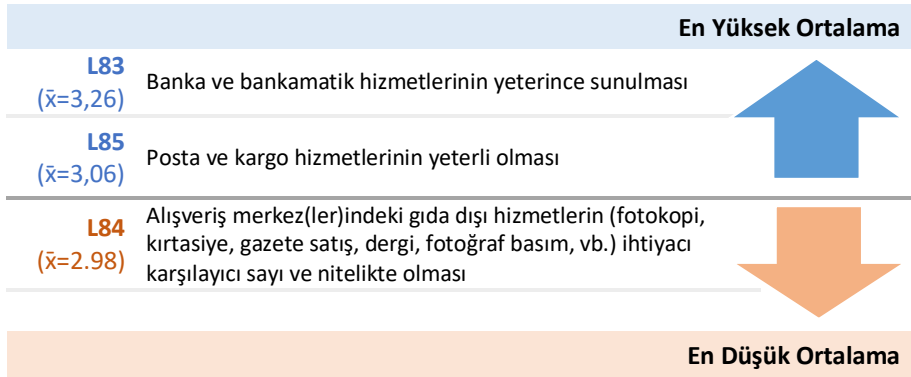 En Yüksek Ortalama
L83
(x̄=3,26)
Banka ve bankamatik hizmetlerinin yeterince sunulması
L85
(x̄=3,06)
Posta ve kargo hizmetlerinin yeterli olması
L84
(x̄=2.98)
Alışveriş merkez(ler)indeki gıda dışı hizmetlerin (fotokopi,
kırtasiye, gazete satış, dergi, fotoğraf basım, vb.) ihtiyacı
karşılayıcı sayı ve nitelikte olması
En Düşük Ortalama